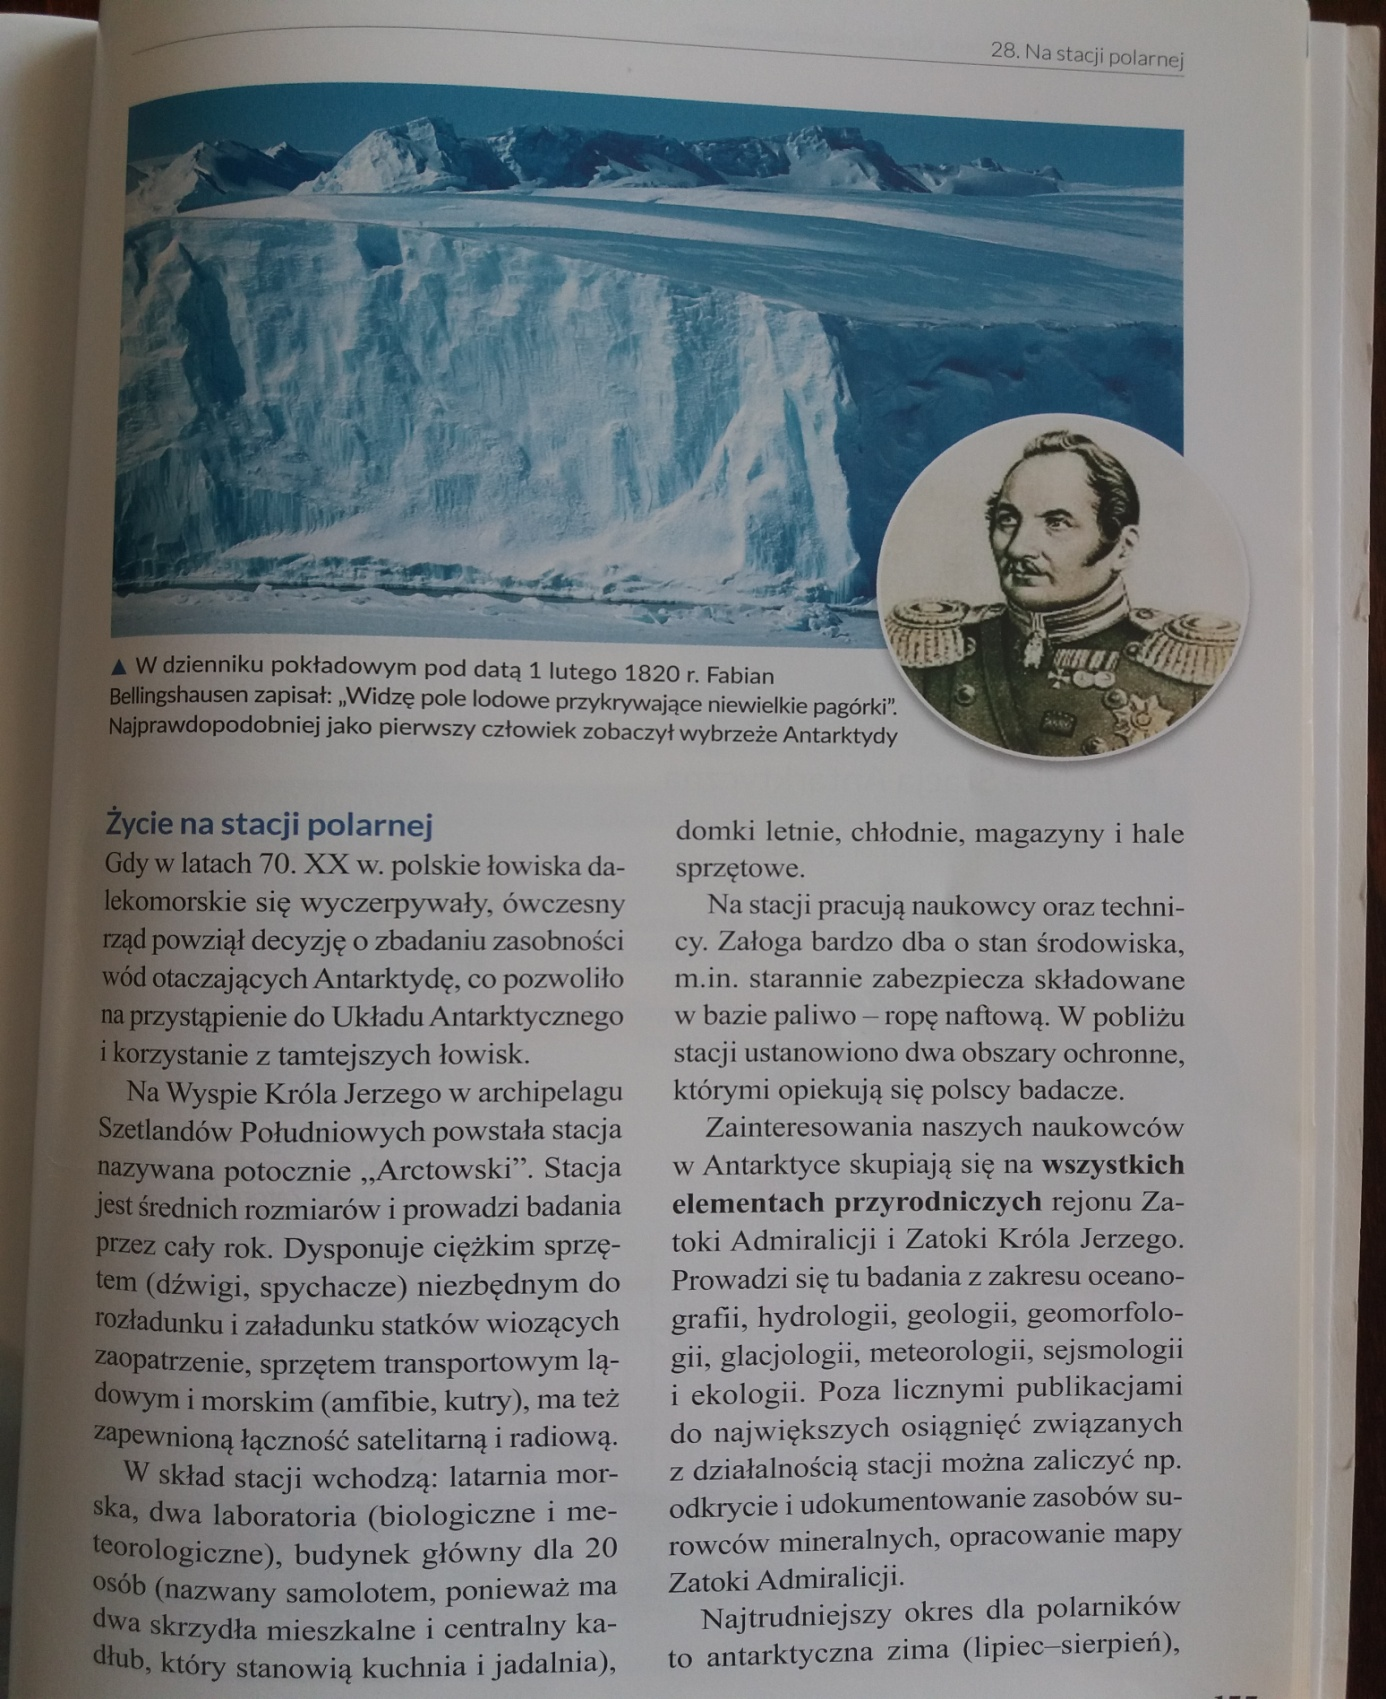 28. Na stacji polarnej
▲ W dzienniku pokładowym pod datą 1 lutego 1820 r. Fabian
Bellingshausen zapisał: „Widzę pole lodowe przykrywające niewielkie pagórki”.
Najprawdopodobniej jako pierwszy człowiek zobaczył wybrzeże Antarktydy
Życie na stacji polarnej
Gdy w latach 70. XX w. polskie łowiska da-
lekomorskie się wyczerpywały, ówczesny
rząd powziął decyzję o zbadaniu zasobności
wód otaczających Antarktydę, co pozwoliło
na przystąpienie do Układu Antarktycznego
i korzystanie z tamtejszych łowisk.
Na Wyspie Króla Jerzego w archipelagu
Szetlandów Południowych powstała stacja
nazywana potocznie „Arctowski”. Stacja
jest średnich rozmiarów i prowadzi badania
przez cały rok. Dysponuje ciężkim sprzę-
tem (dźwigi, spychacze) niezbędnym do
rozładunku i załadunku statków wiozących
zaopatrzenie, sprzętem transportowym lą-
dowym i morskim (amfibie, kutry), ma też
zapewnioną łączność satelitarną i radiową.
W skład stacji wchodzą: latarnia mor-
ska, dwa laboratoria (biologiczne i me-
teorologiczne), budynek główny dla 20
osób (nazwany samolotem, ponieważ ma
dwa skrzydła mieszkalne i centralny ka-
dłub, który stanowią kuchnia i jadalnia),
domki letnie, chłodnie, magazyny i hale
sprzętowe.
Na stacji pracują naukowcy oraz techni-
cy. Załoga bardzo dba o stan środowiska,
m.in. starannie zabezpiecza składowane
w bazie paliwo – ropę naftową. W pobliżu
stacji ustanowiono dwa obszary ochronne,
którymi opiekują się polscy badacze.
Zainteresowania naszych naukowców
w Antarktyce skupiają się na wszystkich
elementach przyrodniczych rejonu Za-
toki Admiralicji i Zatoki Króla Jerzego.
Prowadzi się tu badania z zakresu oceano-
grafii, hydrologii, geologii, geomorfolo-
gii, glacjologii, meteorologii, sejsmologii
i ekologii. Poza licznymi publikacjami
do największych osiągnięć związanych
z działalnością stacji można zaliczyć np.
odkrycie i udokumentowanie zasobów su-
rowców mineralnych, opracowanie mapy
Zatoki Admiralicji.
Najtrudniejszy okres dla polarników
to antarktyczna zima (lipiec–sierpień),